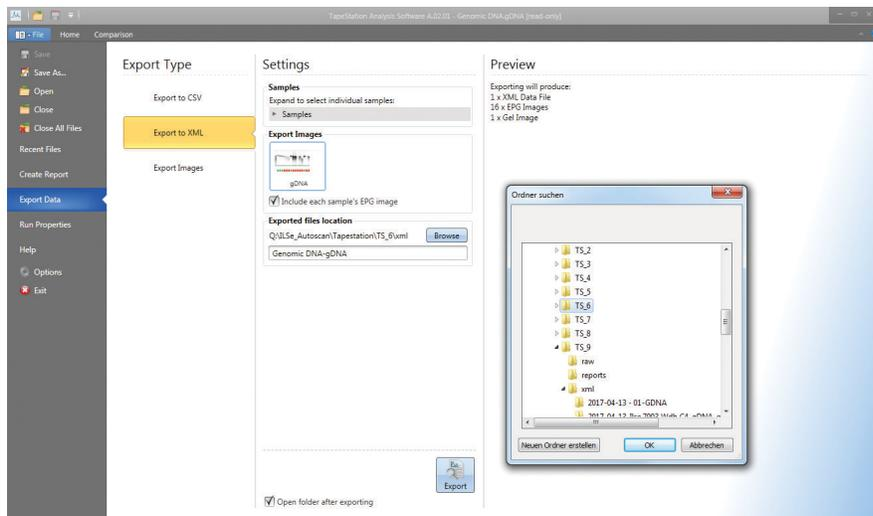 TapeStation Analysis Software A.02.01 - Genomic DNA.gDNA [read-only]
File Home Comparison
Save
Save As...
Open
Close
Close All Files
Recent Files
Create Report
Export Data
Run Properties
Help
Options
Exit
Export Type
Export to CSV
Export to XML
Export Images
Settings
Samples
Expand to select individual samples:
Samples
Export Images
gDNA
Include each sample's EPG image
Exported files location
Q:\ILSe_Autoscan\Tapestation\TS_6\xml Browse
Genomic DNA-gDNA
Export
Open folder after exporting
Preview
Exporting will produce:
1 x XML Data File
16 x EPG Images
1 x Gel Image
Ordner suchen
TS_2
TS_3
TS_4
TS_5
TS_6
TS_7
TS_8
TS_9
raw
reports
xml
2017-04-13 - 01-GDNA
Neuen Ordner erstellen OK Abbrechen